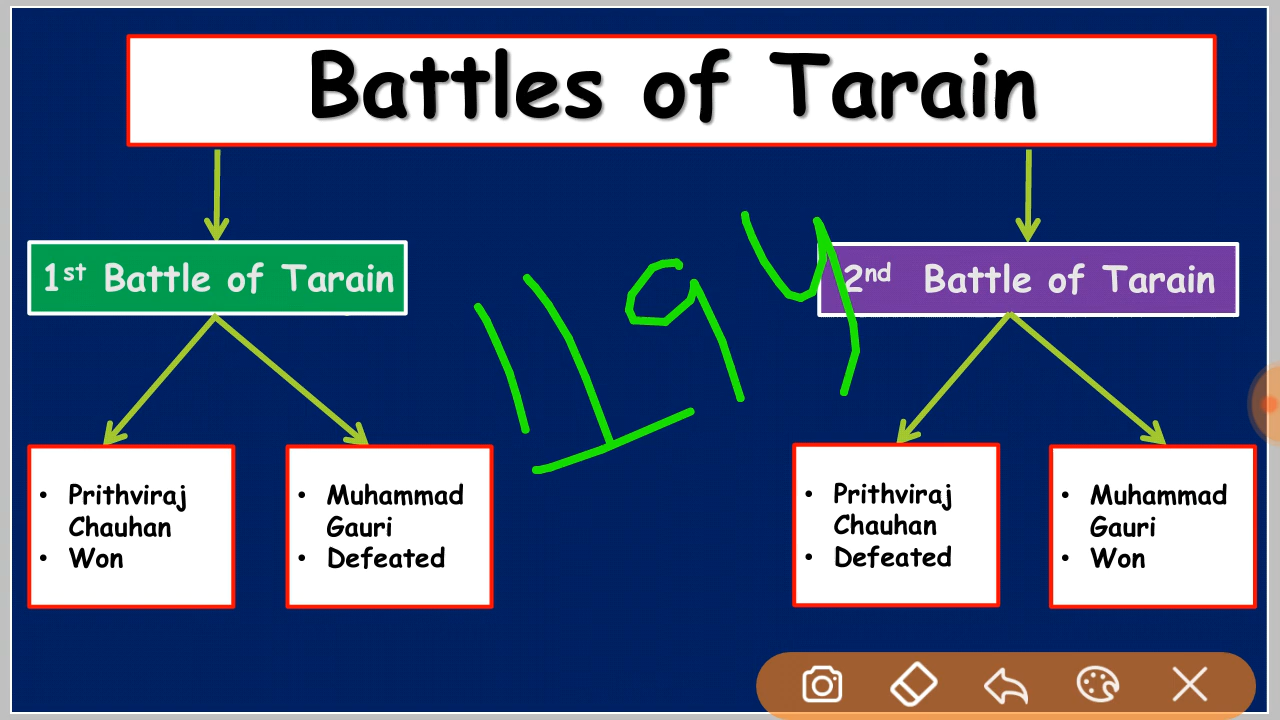 Battles of Tarain
1st Battle of Tarain
2nd Battle of Tarain
1194
• Prithviraj
Chauhan
• Won
• Muhammad
Gauri
• Defeated
• Prithviraj
Chauhan
• Defeated
• Muhammad
Gauri
• Won